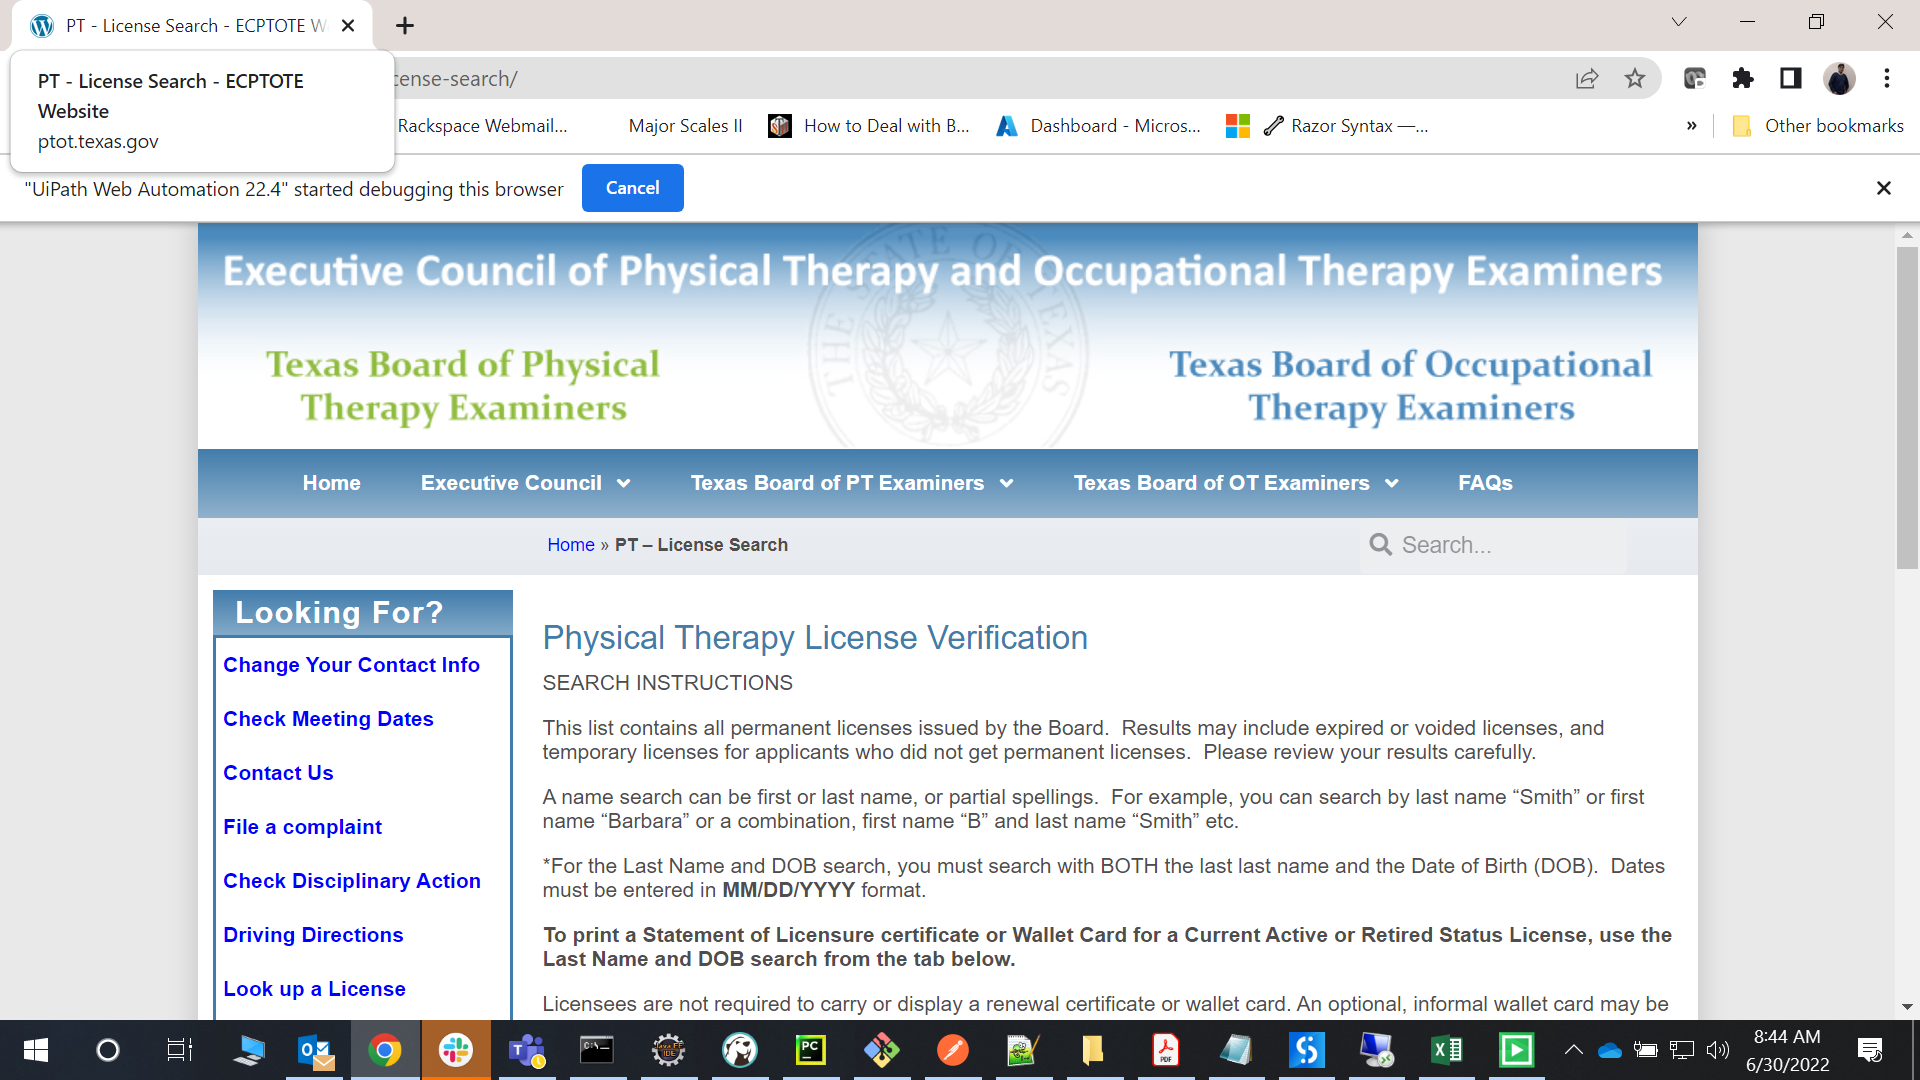 PT - License Search - ECPTOTE W
PT - License Search - ECPTOTE
Website
ptot.texas.gov
cense-search/
Rackspace Webmail...
Major Scales II
How to Deal with B...
Dashboard - Micros...
Razor Syntax —...
»
Other bookmarks
"UiPath Web Automation 22.4" started debugging this browser
Cancel
THE STATE OF TEXAS
Executive Council of Physical Therapy and Occupational Therapy Examiners
Texas Board of Physical
Therapy Examiners
Texas Board of Occupational
Therapy Examiners
Home
Executive Council
Texas Board of PT Examiners
Texas Board of OT Examiners
FAQs
Home » PT – License Search
Search...
Looking For?
Change Your Contact Info
Check Meeting Dates
Contact Us
File a complaint
Check Disciplinary Action
Driving Directions
Look up a License
Physical Therapy License Verification
SEARCH INSTRUCTIONS
This list contains all permanent licenses issued by the Board.  Results may include expired or voided licenses, and
temporary licenses for applicants who did not get permanent licenses.  Please review your results carefully.
A name search can be first or last name, or partial spellings.  For example, you can search by last name “Smith” or first
name “Barbara” or a combination, first name “B” and last name “Smith” etc.
*For the Last Name and DOB search, you must search with BOTH the last last name and the Date of Birth (DOB).  Dates
must be entered in MM/DD/YYYY format.
To print a Statement of Licensure certificate or Wallet Card for a Current Active or Retired Status License, use the
Last Name and DOB search from the tab below.
Licensees are not required to carry or display a renewal certificate or wallet card. An optional, informal wallet card may be
PC
PDF
8:44 AM
6/30/2022